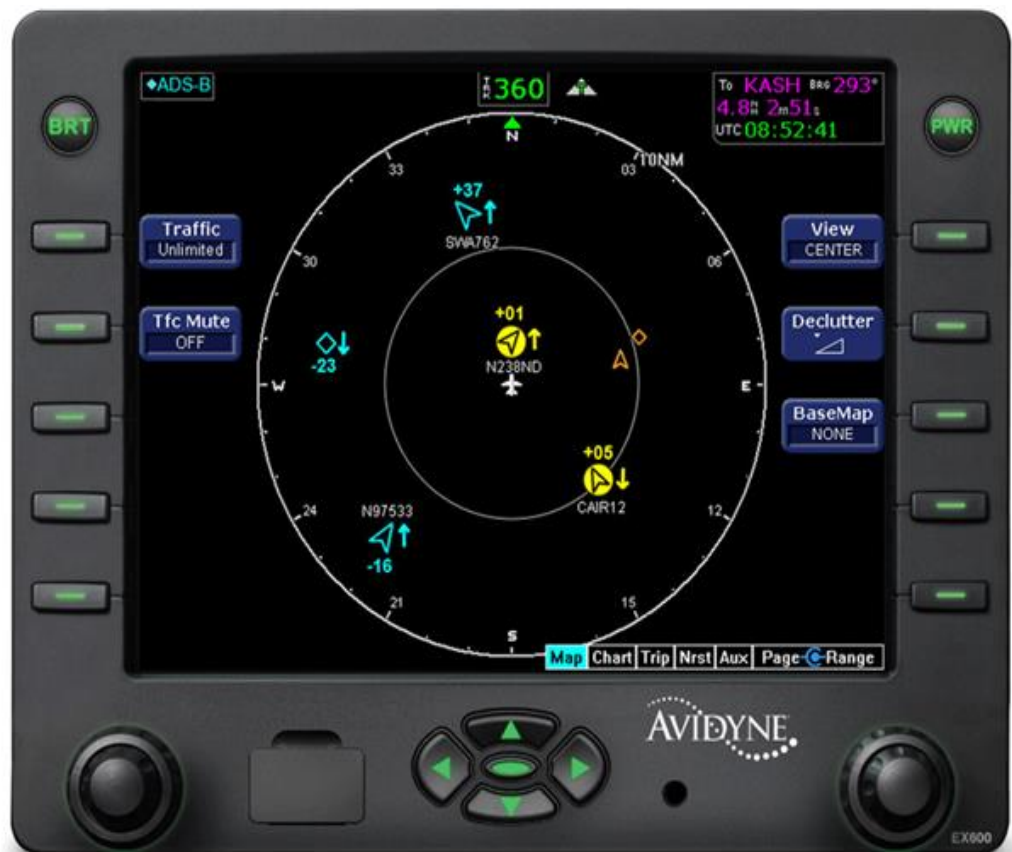 ◆ADS-B
TRK 360
To KASH BRG 293°
4.8NM 2m51s
UTC 08:52:41
BRT
PWR
N
33
03
10NM
+37
SWA762
Traffic
Unlimited
View
CENTER
30
06
Tfc Mute
OFF
+01
N238ND
Declutter
-23
W
E
BaseMap
NONE
+05
CAIR12
24
N97533
12
-16
21
15
S
Map Chart Trip Nrst Aux Page Range
AVIDYNE
EX600